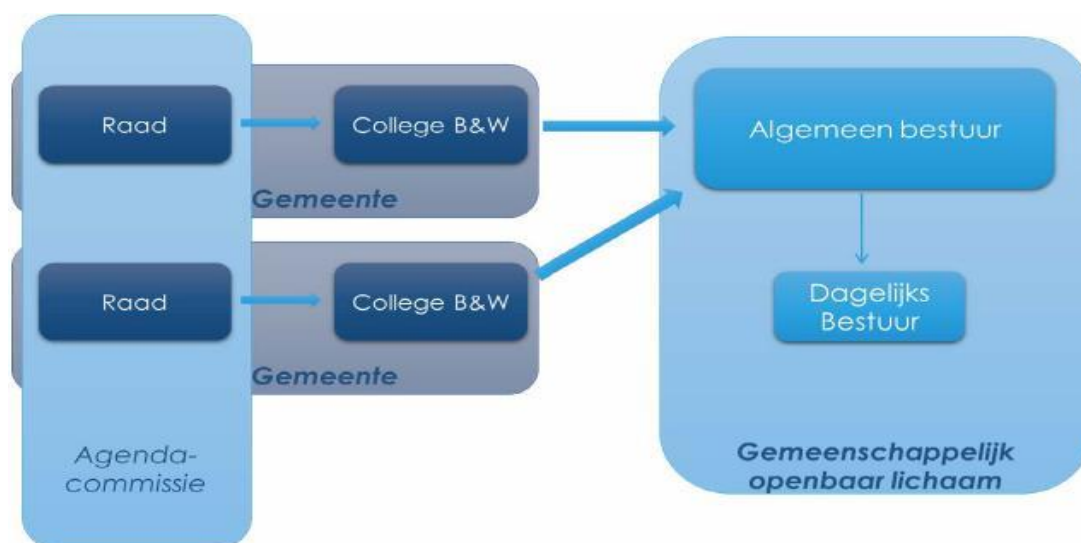 Raad
College B&W
Algemeen bestuur
Gemeente
Raad
College B&W
Dagelijks
Bestuur
Gemeente
Agenda-
commissie
Gemeenschappelijk
openbaar lichaam